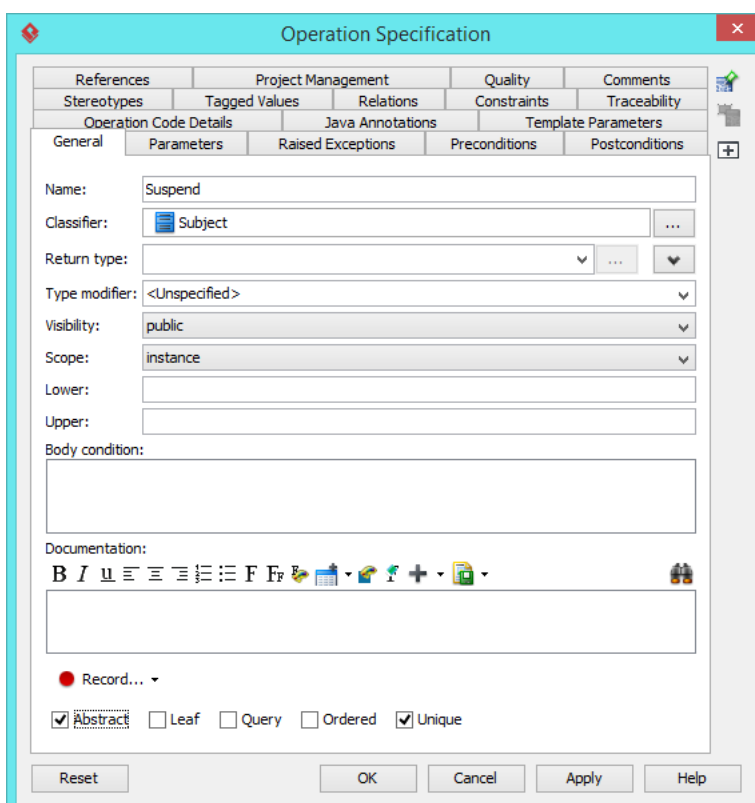 Operation Specification
References Project Management Quality Comments
Stereotypes Tagged Values Relations Constraints Traceability
Operation Code Details Java Annotations Template Parameters
General Parameters Raised Exceptions Preconditions Postconditions
Name: Suspend
Classifier: Subject ...
Return type: ...
Type modifier: <Unspecified>
Visibility: public
Scope: instance
Lower:
Upper:
Body condition:
Documentation:
B I u F FF
Record...
Abstract Leaf Query Ordered Unique
Reset OK Cancel Apply Help